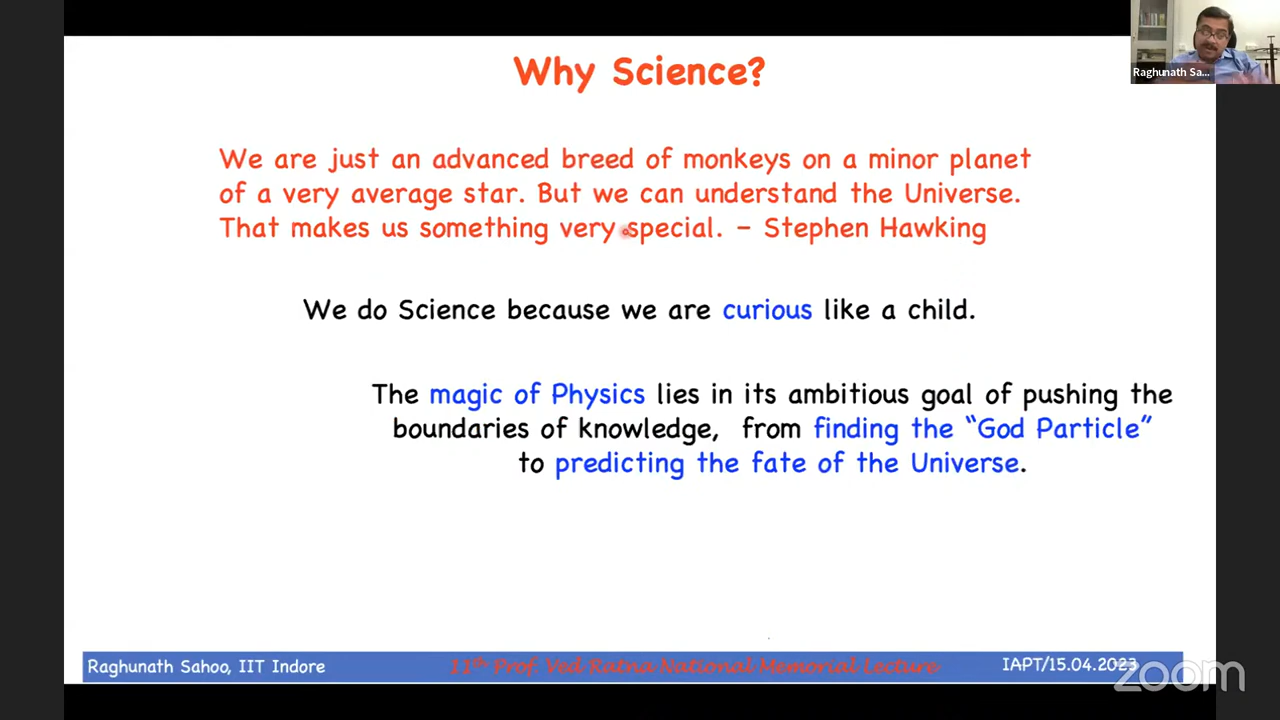 Why Science?
Raghunath Sa...
We are just an advanced breed of monkeys on a minor planet
of a very average star. But we can understand the Universe.
That makes us something very special. – Stephen Hawking
We do Science because we are curious like a child.
The magic of Physics lies in its ambitious goal of pushing the
boundaries of knowledge, from finding the “God Particle”
to predicting the fate of the Universe.
Raghunath Sahoo, IIT Indore
11th Prof. Ved Ratna National Memorial Lecture
IAPT/15.04.2023
zoom